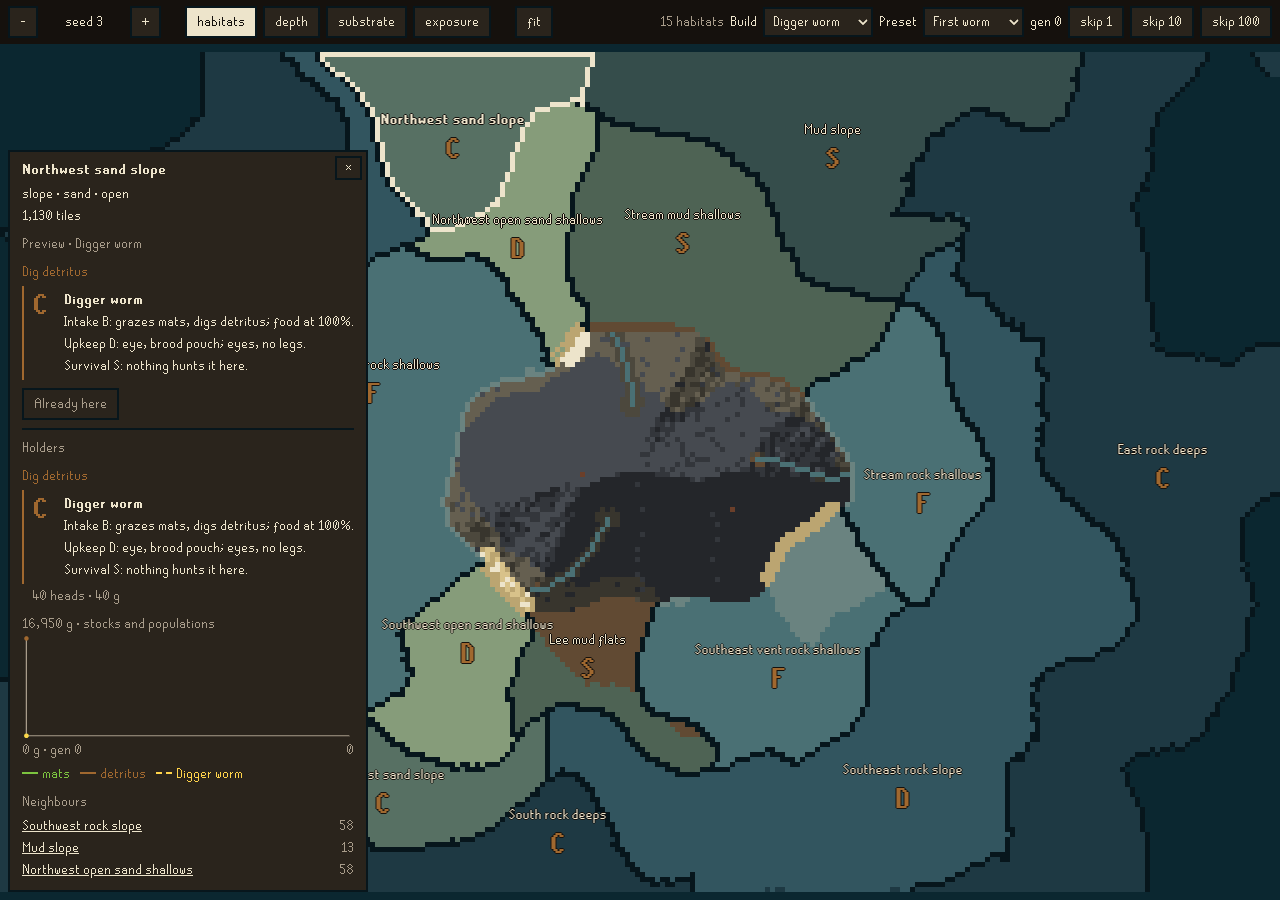 - seed 3 + habitats depth substrate exposure fit 15 habitats Build Digger worm Preset First worm gen 0 skip 1 skip 10 skip 100
Northwest sand slope
C
Mud slope
S
Northwest open sand shallows
D
Stream mud shallows
S
rock shallows
F
East rock deeps
C
Stream rock shallows
F
Southwest open sand shallows
D
Lee mud flats
S
Southeast vent rock shallows
F
st sand slope
C
South rock deeps
C
Southeast rock slope
D
Northwest sand slope ×
slope · sand · open
1,130 tiles
Preview · Digger worm
Dig detritus
C Digger worm
Intake B: grazes mats, digs detritus; food at 100%.
Upkeep D: eye, brood pouch; eyes, no legs.
Survival S: nothing hunts it here.
Already here
Holders
Dig detritus
C Digger worm
Intake B: grazes mats, digs detritus; food at 100%.
Upkeep D: eye, brood pouch; eyes, no legs.
Survival S: nothing hunts it here.
40 heads · 40 g
16,950 g · stocks and populations
0 g · gen 0 0
mats detritus Digger worm
Neighbours
Southwest rock slope 58
Mud slope 13
Northwest open sand shallows 58